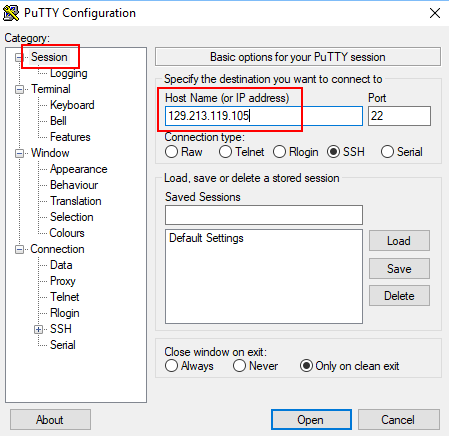 PuTTY Configuration
Category:
Session
Logging
Terminal
Keyboard
Bell
Features
Window
Appearance
Behaviour
Translation
Selection
Colours
Connection
Data
Proxy
Telnet
Rlogin
SSH
Serial
Basic options for your PuTTY session
Specify the destination you want to connect to
Host Name (or IP address) Port
129.213.119.105 22
Connection type:
Raw Telnet Rlogin SSH Serial
Load, save or delete a stored session
Saved Sessions
Default Settings
Load
Save
Delete
Close window on exit:
Always Never Only on clean exit
About Open Cancel